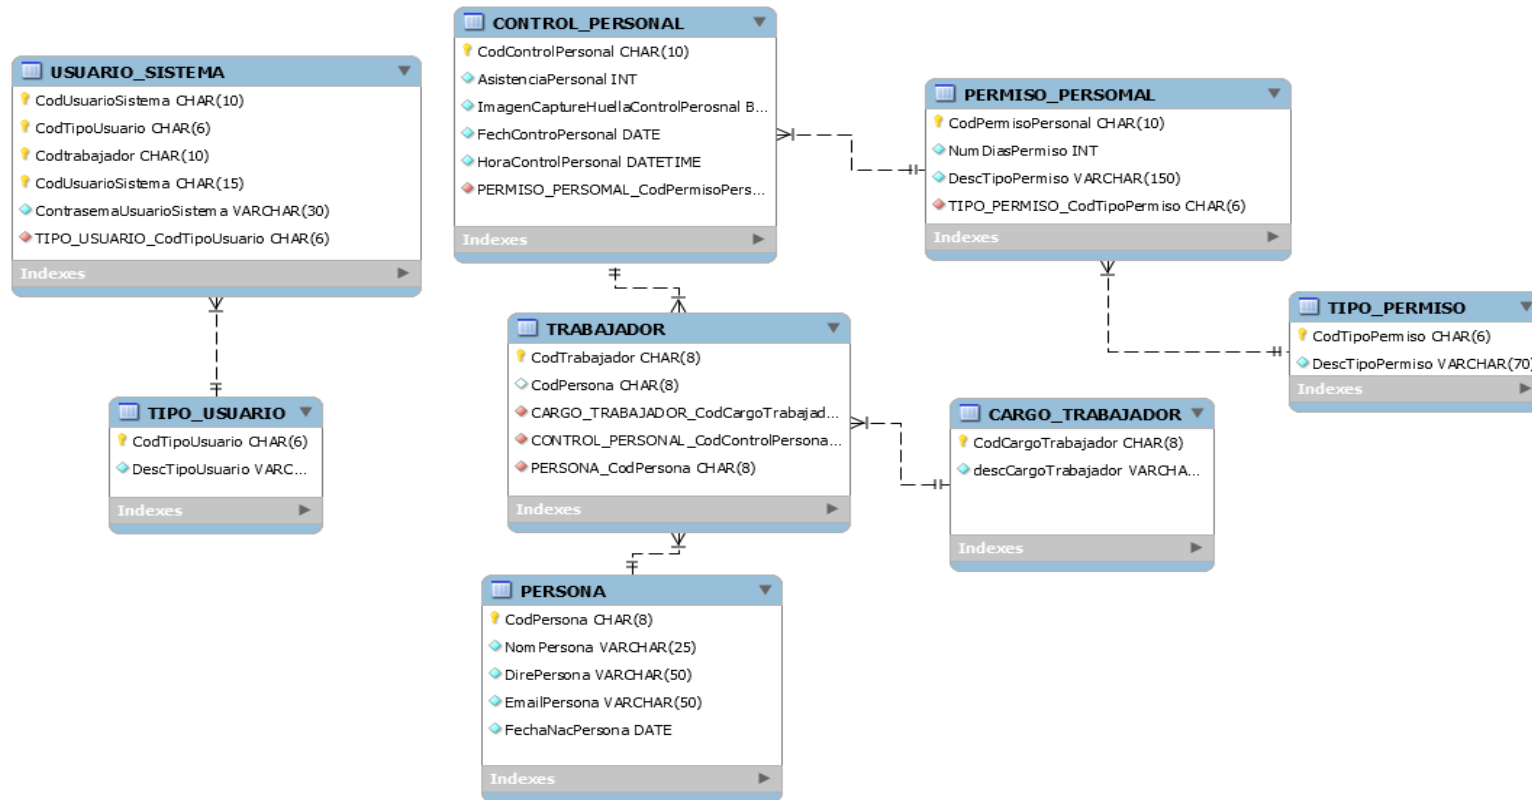 USUARIO_SISTEMA
CodUsuarioSistema CHAR(10)
CodTipoUsuario CHAR(6)
Codtrabajador CHAR(10)
CodUsuarioSistema CHAR(15)
ContrasemaUsuarioSistema VARCHAR(30)
TIPO_USUARIO_CodTipoUsuario CHAR(6)
Indexes
TIPO_USUARIO
CodTipoUsuario CHAR(6)
DescTipoUsuario VARC...
Indexes
CONTROL_PERSONAL
CodControlPersonal CHAR(10)
AsistenciaPersonal INT
ImagenCaptureHuellaControlPerosnal B...
FechControPersonal DATE
HoraControlPersonal DATETIME
PERMISO_PERSOMAL_CodPermisoPers...
Indexes
TRABAJADOR
CodTrabajador CHAR(8)
CodPersona CHAR(8)
CARGO_TRABAJADOR_CodCargoTrabajad...
CONTROL_PERSONAL_CodControlPersona...
PERSONA_CodPersona CHAR(8)
Indexes
PERSONA
CodPersona CHAR(8)
NomPersona VARCHAR(25)
DirePersona VARCHAR(50)
EmailPersona VARCHAR(50)
FechaNacPersona DATE
Indexes
PERMISO_PERSOMAL
CodPermisoPersonal CHAR(10)
NumDiasPermiso INT
DescTipoPermiso VARCHAR(150)
TIPO_PERMISO_CodTipoPermiso CHAR(6)
Indexes
CARGO_TRABAJADOR
CodCargoTrabajador CHAR(8)
descCargoTrabajador VARCHA...
Indexes
TIPO_PERMISO
CodTipoPermiso CHAR(6)
DescTipoPermiso VARCHAR(70)
Indexes